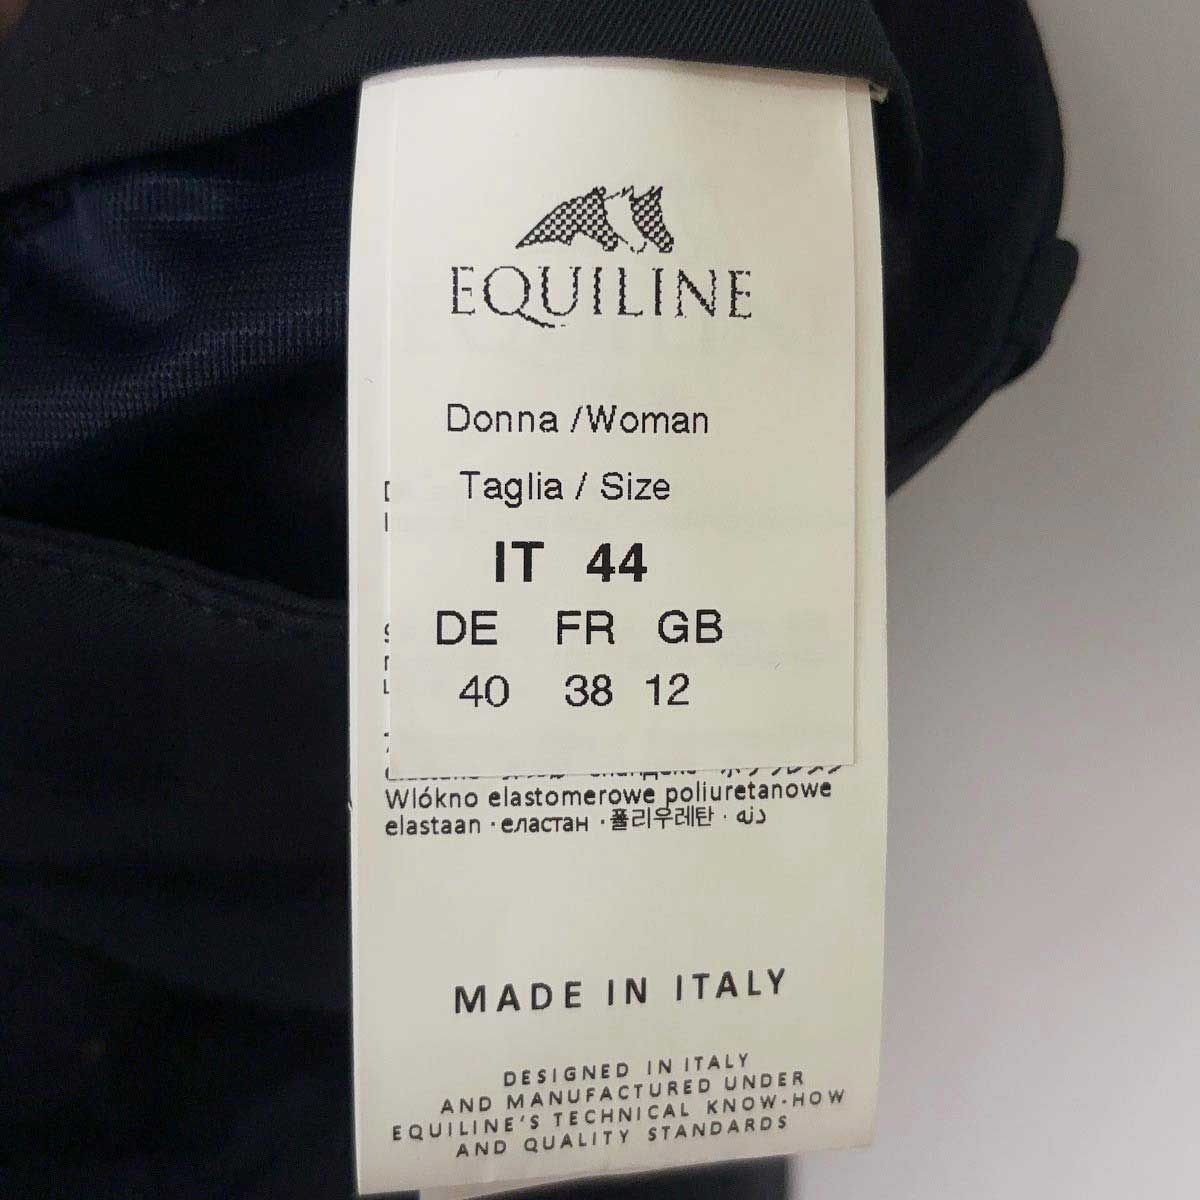 EQUILINE
Donna /Woman
Taglia / Size
IT 44
DE FR GB
40 38 12
Wlókno elastomerowe poliuretanowe
elastaan · еластан · 폴리우레탄 ·
MADE IN ITALY
DESIGNED IN ITALY
AND MANUFACTURED UNDER
EQUILINE'S TECHNICAL KNOW-HOW
AND QUALITY STANDARDS